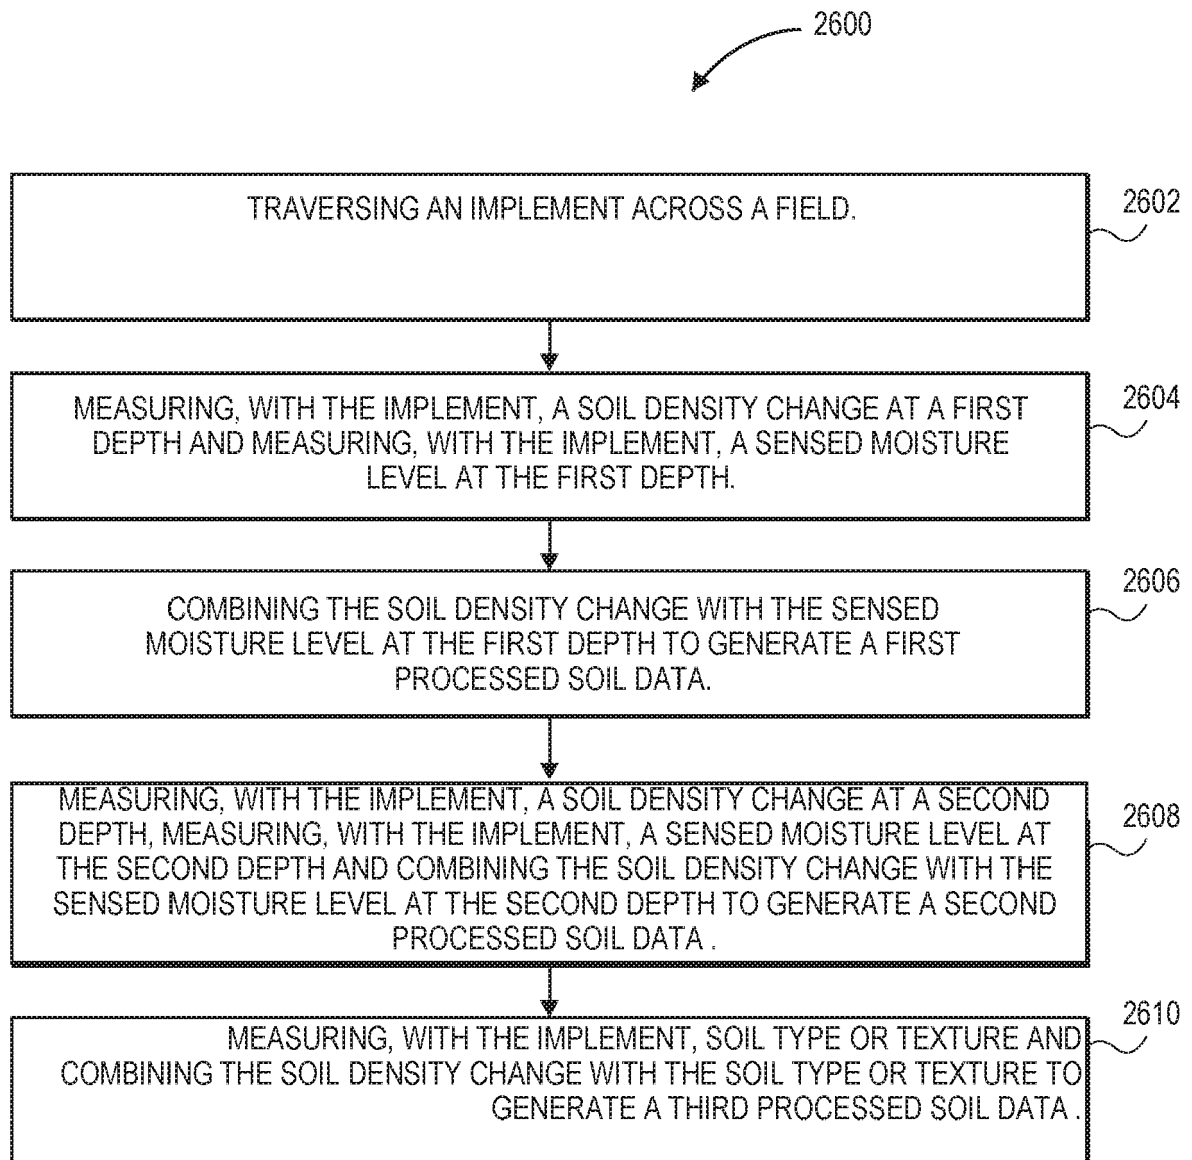 2600
TRAVERSING AN IMPLEMENT ACROSS A FIELD.
2602
MEASURING, WITH THE IMPLEMENT, A SOIL DENSITY CHANGE AT A FIRST
DEPTH AND MEASURING, WITH THE IMPLEMENT, A SENSED MOISTURE
LEVEL AT THE FIRST DEPTH.
2604
COMBINING THE SOIL DENSITY CHANGE WITH THE SENSED
MOISTURE LEVEL AT THE FIRST DEPTH TO GENERATE A FIRST
PROCESSED SOIL DATA.
2606
MEASURING, WITH THE IMPLEMENT, A SOIL DENSITY CHANGE AT A SECOND
DEPTH, MEASURING, WITH THE IMPLEMENT, A SENSED MOISTURE LEVEL AT
THE SECOND DEPTH AND COMBINING THE SOIL DENSITY CHANGE WITH THE
SENSED MOISTURE LEVEL AT THE SECOND DEPTH TO GENERATE A SECOND
PROCESSED SOIL DATA .
2608
MEASURING, WITH THE IMPLEMENT, SOIL TYPE OR TEXTURE AND
COMBINING THE SOIL DENSITY CHANGE WITH THE SOIL TYPE OR TEXTURE TO
GENERATE A THIRD PROCESSED SOIL DATA .
2610